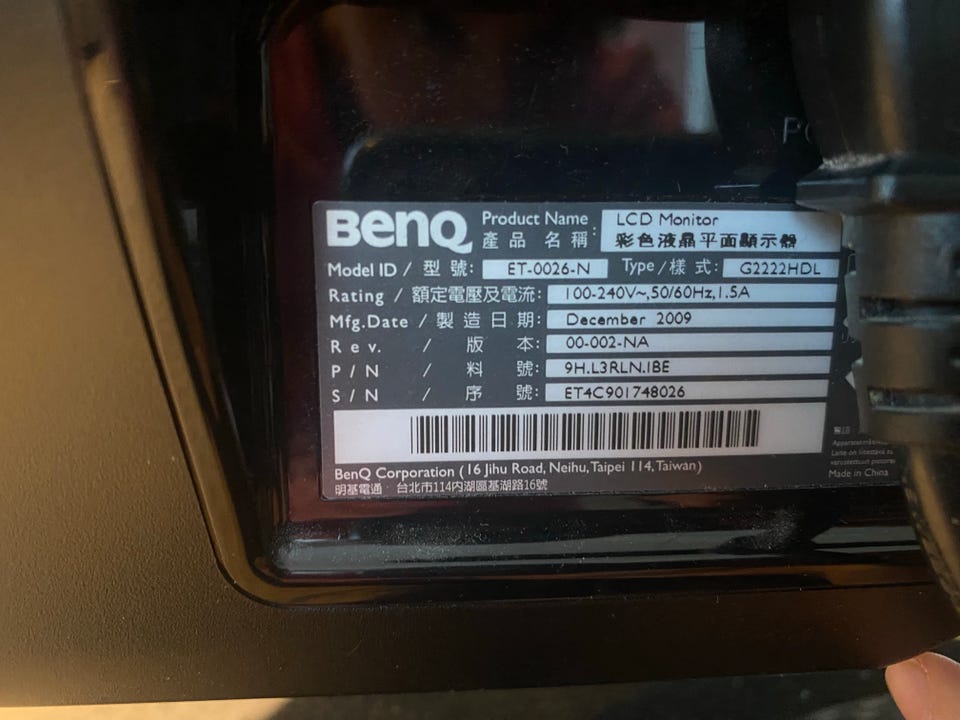 BenQ Product Name / 產品名稱: LCD Monitor
彩色液晶平面顯示器
Model ID / 型號: ET-0026-N Type / 樣式: G2222HDL
Rating / 額定電壓及電流: 100-240V~,50/60Hz,1.5A
Mfg.Date / 製造日期: December 2009
Rev. / 版本: 00-002-NA
P/N / 料號: 9H.L3RLN.IBE
S/N / 序號: ET4C901748026
BenQ Corporation (16 Jihu Road, Neihu, Taipei 114, Taiwan)
明基電通 · 台北市114內湖區基湖路16號
Apparaten
Laite on liitettävä
Made in China